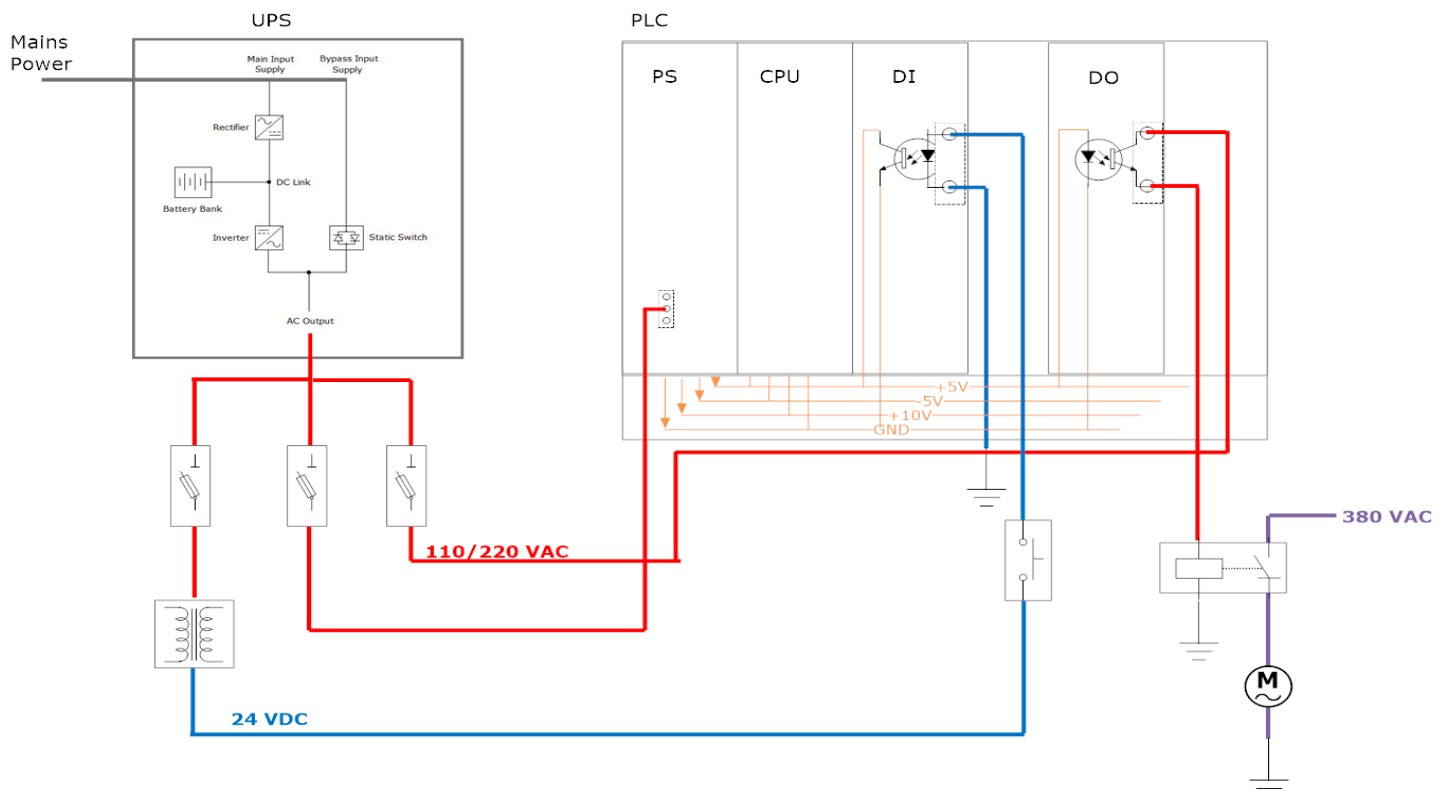 UPS
PLC
Mains
Power
Main Input
Supply
Bypass Input
Supply
PS
CPU
DI
DO
Rectifier
DC Link
Battery Bank
Inverter
Static Switch
AC Output
+5V
-5V
+10V
GND
380 VAC
110/220 VAC
M
24 VDC